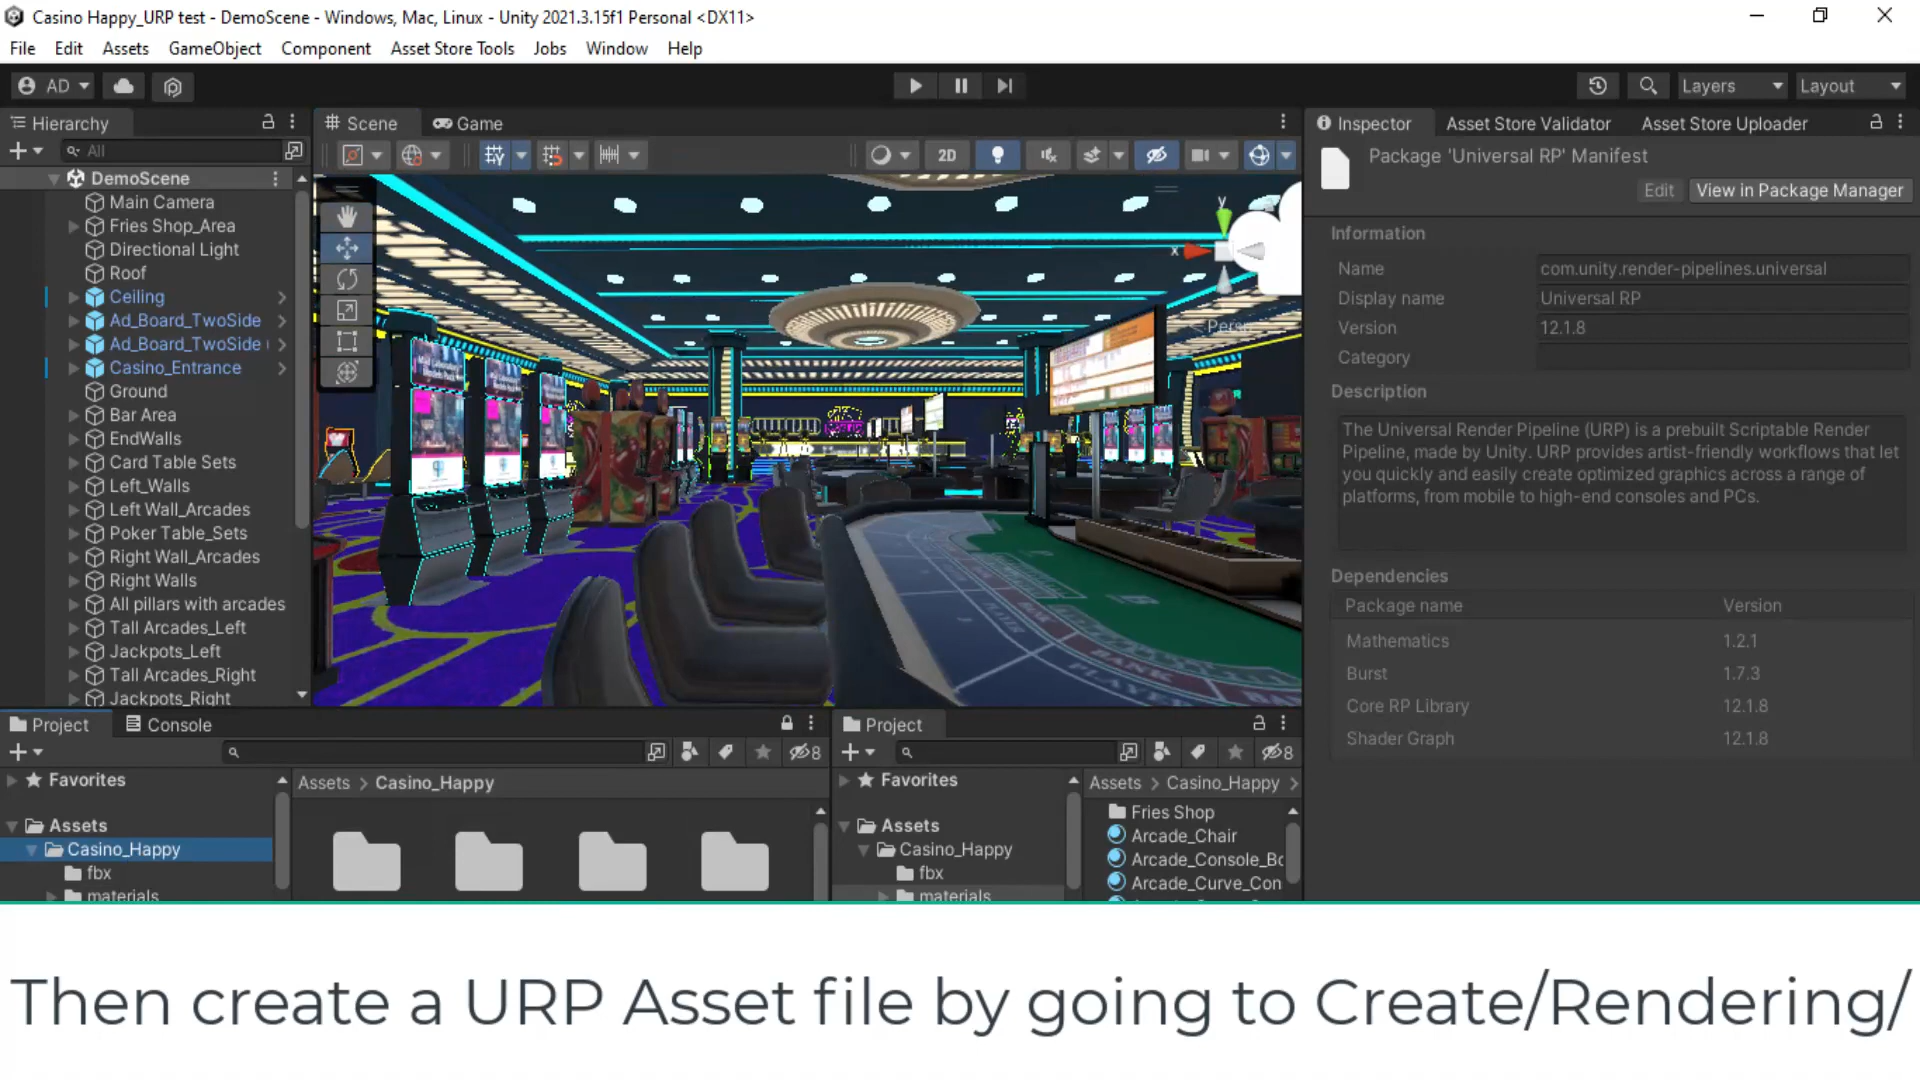 Casino Happy_URP test - DemoScene - Windows, Mac, Linux - Unity 2021.3.15f1 Personal <DX11>
File Edit Assets GameObject Component Asset Store Tools Jobs Window Help
AD Layers Layout
Hierarchy
All
DemoScene
Main Camera
Fries Shop_Area
Directional Light
Roof
Ceiling
Ad_Board_TwoSide
Ad_Board_TwoSide (
Casino_Entrance
Ground
Bar Area
EndWalls
Card Table Sets
Left_Walls
Left Wall_Arcades
Poker Table_Sets
Right Wall_Arcades
Right Walls
All pillars with arcades
Tall Arcades_Left
Jackpots_Left
Tall Arcades_Right
Jackpots_Right
Scene Game
2D
y
x
< Persp
CASINO
PLAYER
BANK
PLAYE
Inspector Asset Store Validator Asset Store Uploader
Package 'Universal RP' Manifest
Edit View in Package Manager
Information
Name com.unity.render-pipelines.universal
Display name Universal RP
Version 12.1.8
Category
Description
The Universal Render Pipeline (URP) is a prebuilt Scriptable Render
Pipeline, made by Unity. URP provides artist-friendly workflows that let
you quickly and easily create optimized graphics across a range of
platforms, from mobile to high-end consoles and PCs.
Dependencies
Package name Version
Mathematics 1.2.1
Burst 1.7.3
Core RP Library 12.1.8
Shader Graph 12.1.8
Project Console
8
Favorites
Assets
Casino_Happy
fbx
materials
Assets > Casino_Happy
Project
8
Favorites
Assets
Casino_Happy
fbx
materials
Assets > Casino_Happy >
Fries Shop
Arcade_Chair
Arcade_Console_Bo
Arcade_Curve_Con
Then create a URP Asset file by going to Create/Rendering/